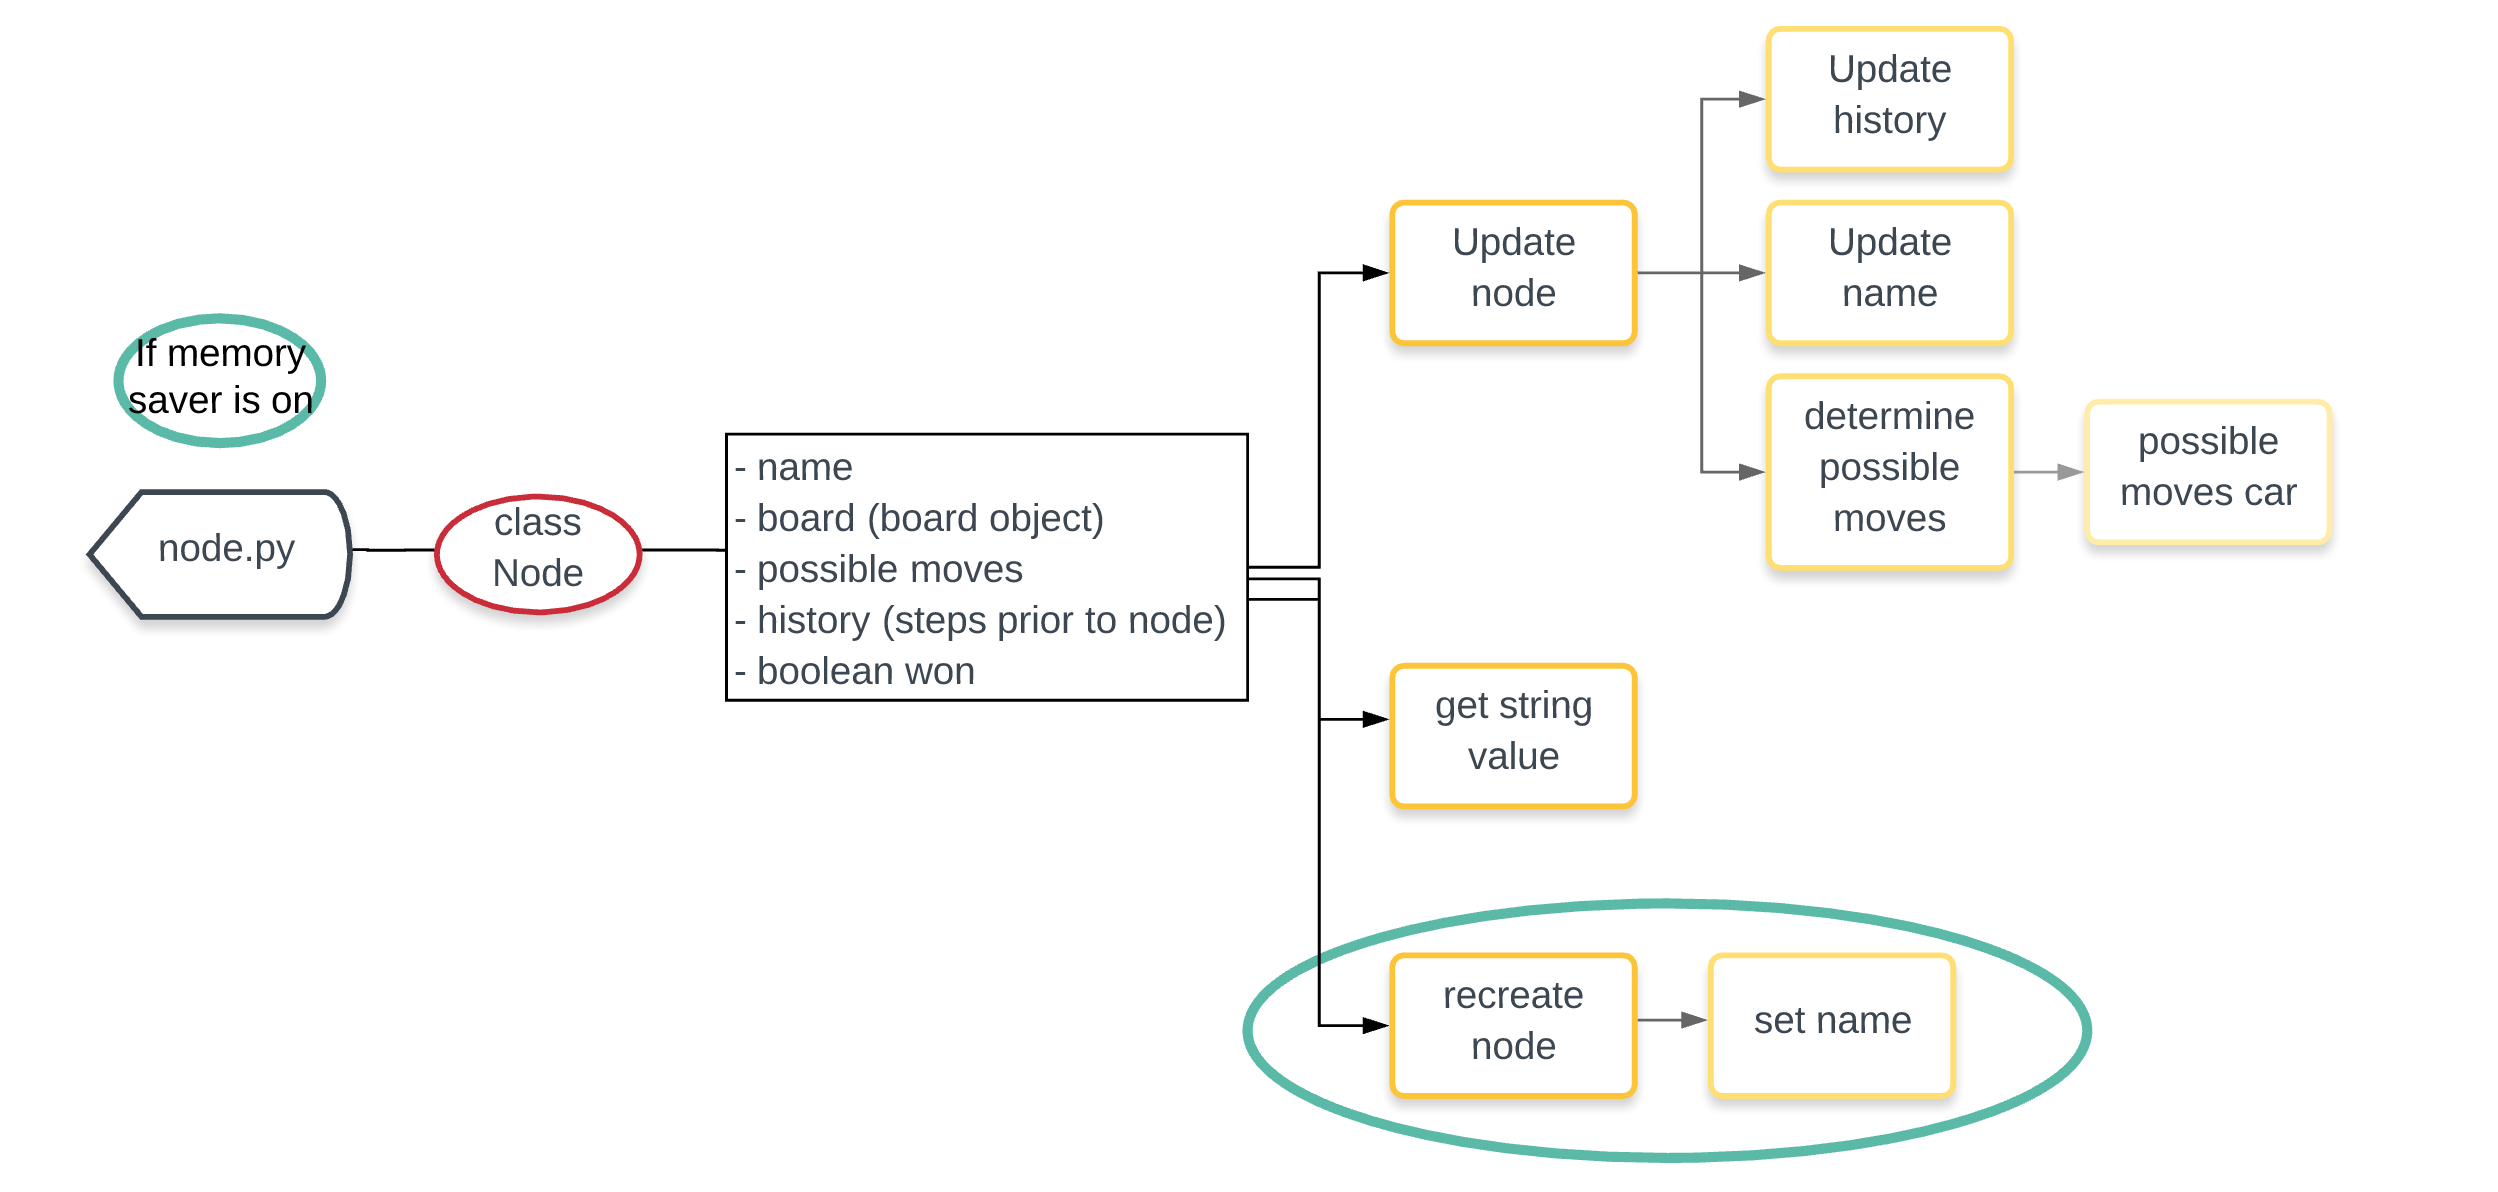 If memory
saver is on
node.py
class
Node
- name
- board (board object)
- possible moves
- history (steps prior to node)
- boolean won
Update
node
Update
history
Update
name
determine
possible
moves
possible
moves car
get string
value
recreate
node
set name